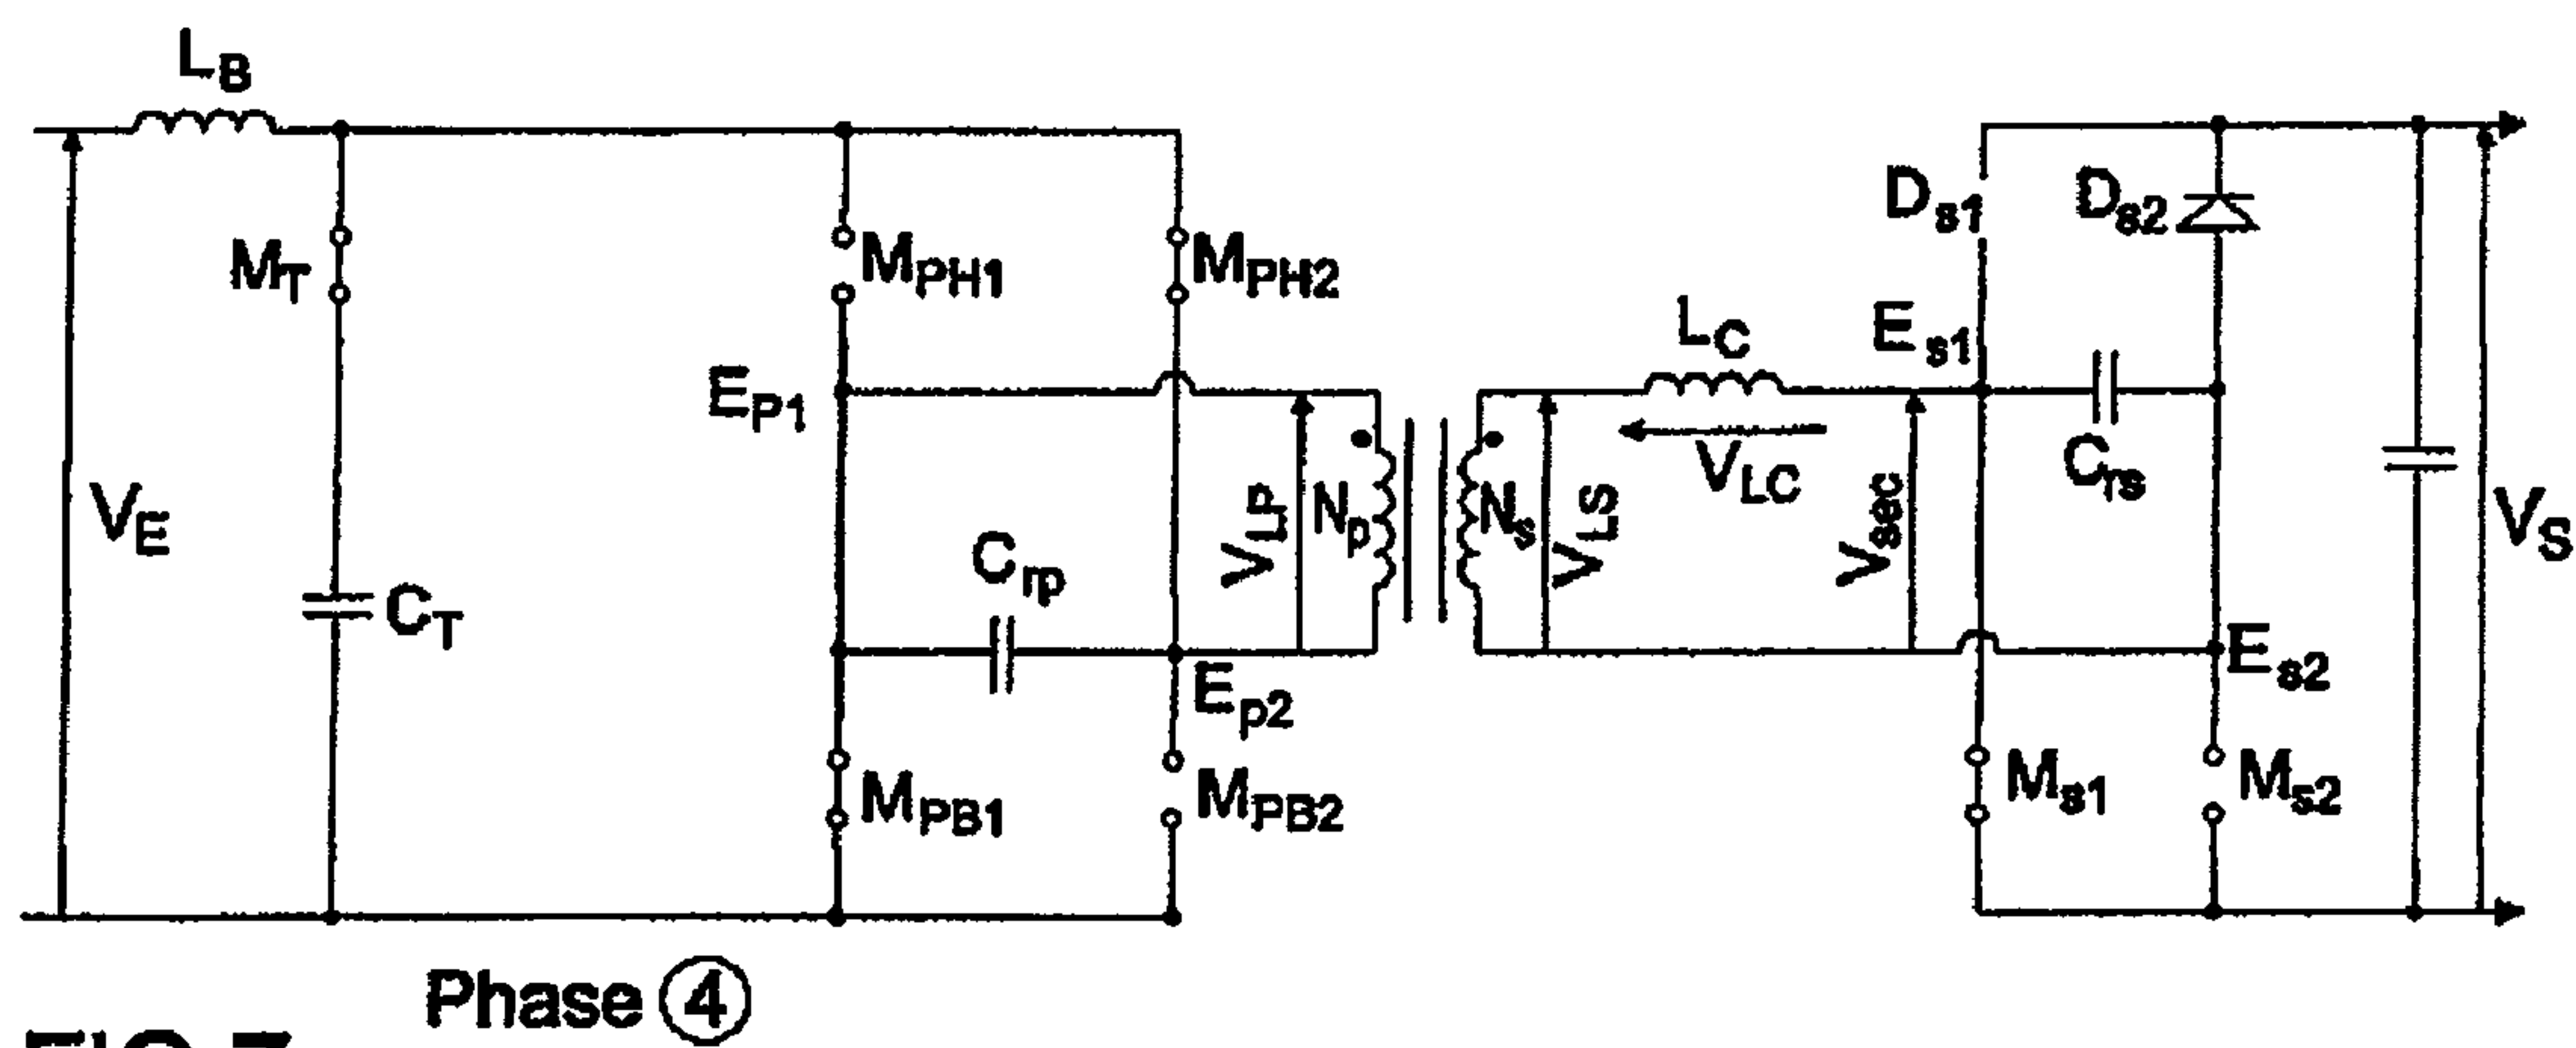 LB
MT
MPH1
MPH2
Ds1
Ds2
LC
Es1
EP1
VE
CT
Crp
VLP
Np
Ns
VLS
VLC
Vsec
Crs
VS
Ep2
Es2
MPB1
MPB2
Ms1
Ms2
Phase ④